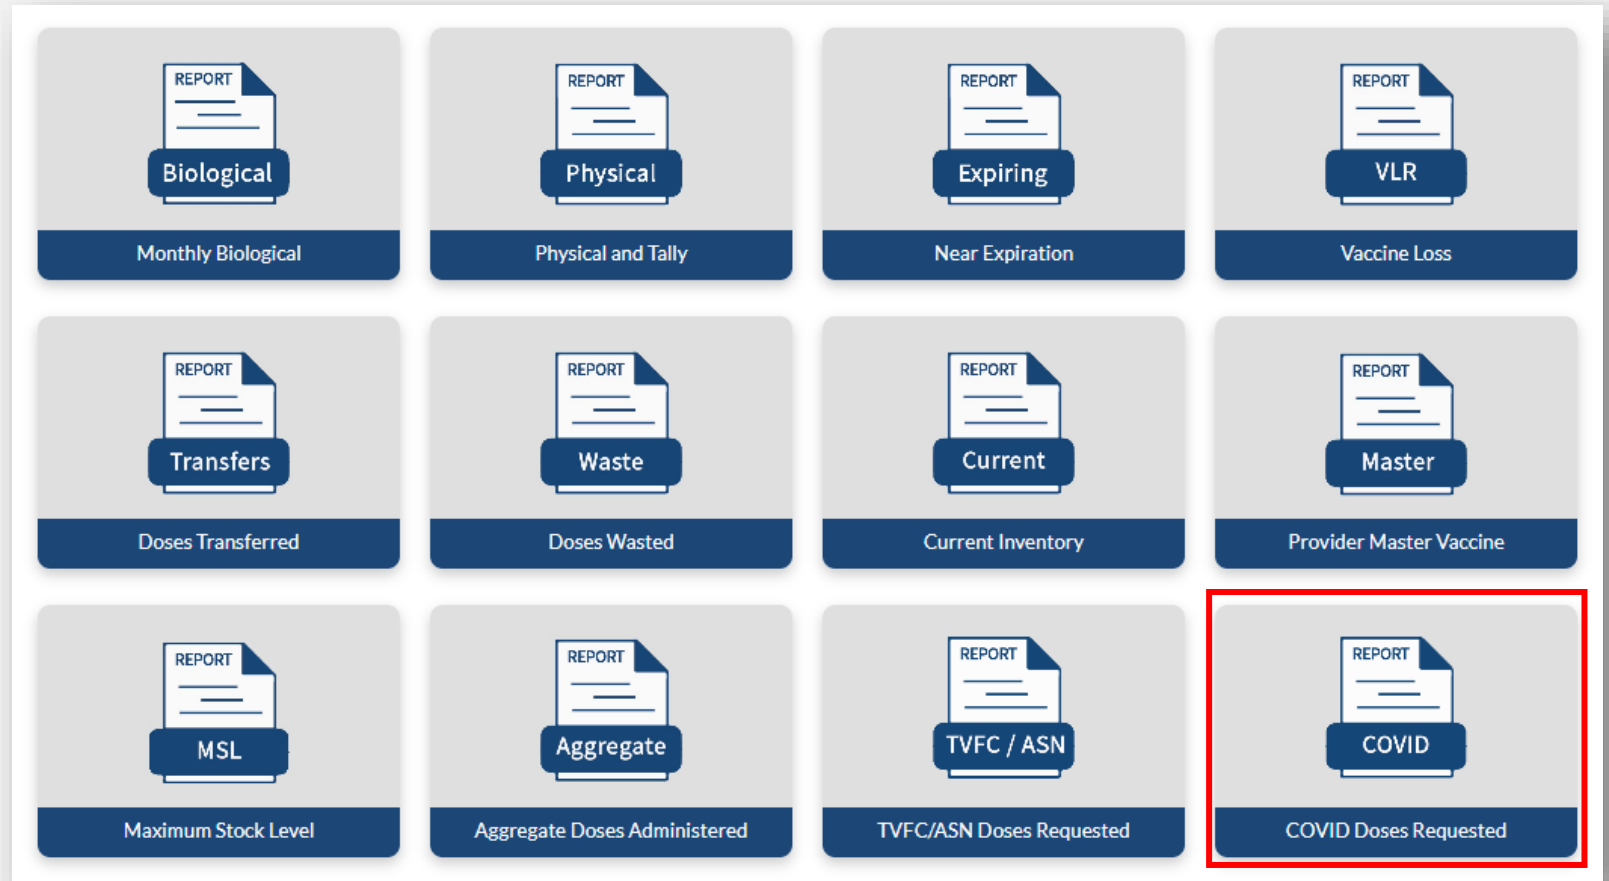 REPORT
Biological
Monthly Biological
REPORT
Physical
Physical and Tally
REPORT
Expiring
Near Expiration
REPORT
VLR
Vaccine Loss
REPORT
Transfers
Doses Transferred
REPORT
Waste
Doses Wasted
REPORT
Current
Current Inventory
REPORT
Master
Provider Master Vaccine
REPORT
MSL
Maximum Stock Level
REPORT
Aggregate
Aggregate Doses Administered
REPORT
TVFC / ASN
TVFC/ASN Doses Requested
REPORT
COVID
COVID Doses Requested